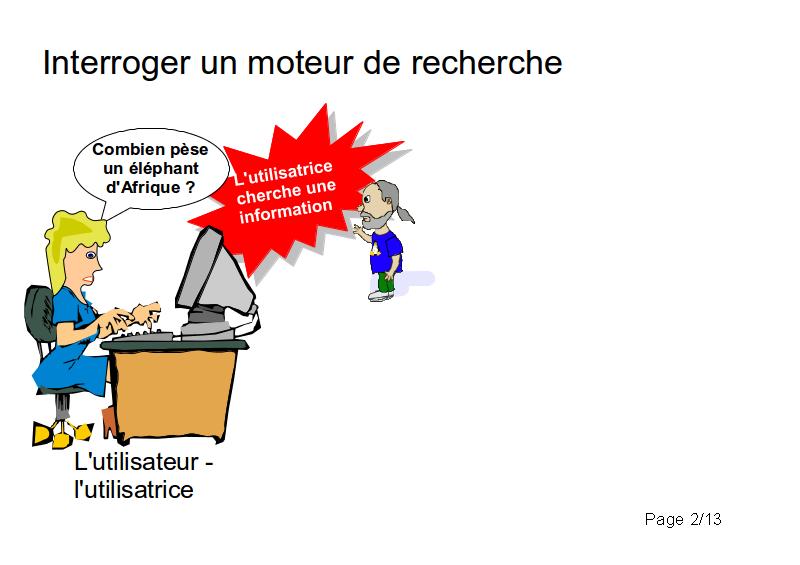 Interroger un moteur de recherche
Combien pèse
un éléphant
d'Afrique ?
L'utilisatrice
cherche une
information
L'utilisateur -
l'utilisatrice
Page 2/13